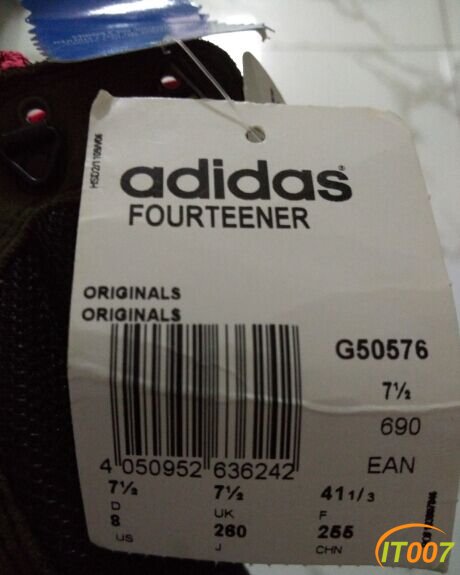 adidas®
FOURTEENER
ORIGINALS
ORIGINALS
G50576
7½
690
4 050952 636242
EAN
7½ 7½ 41 1/3
D UK F
8 260 255
US J CHN
IT007